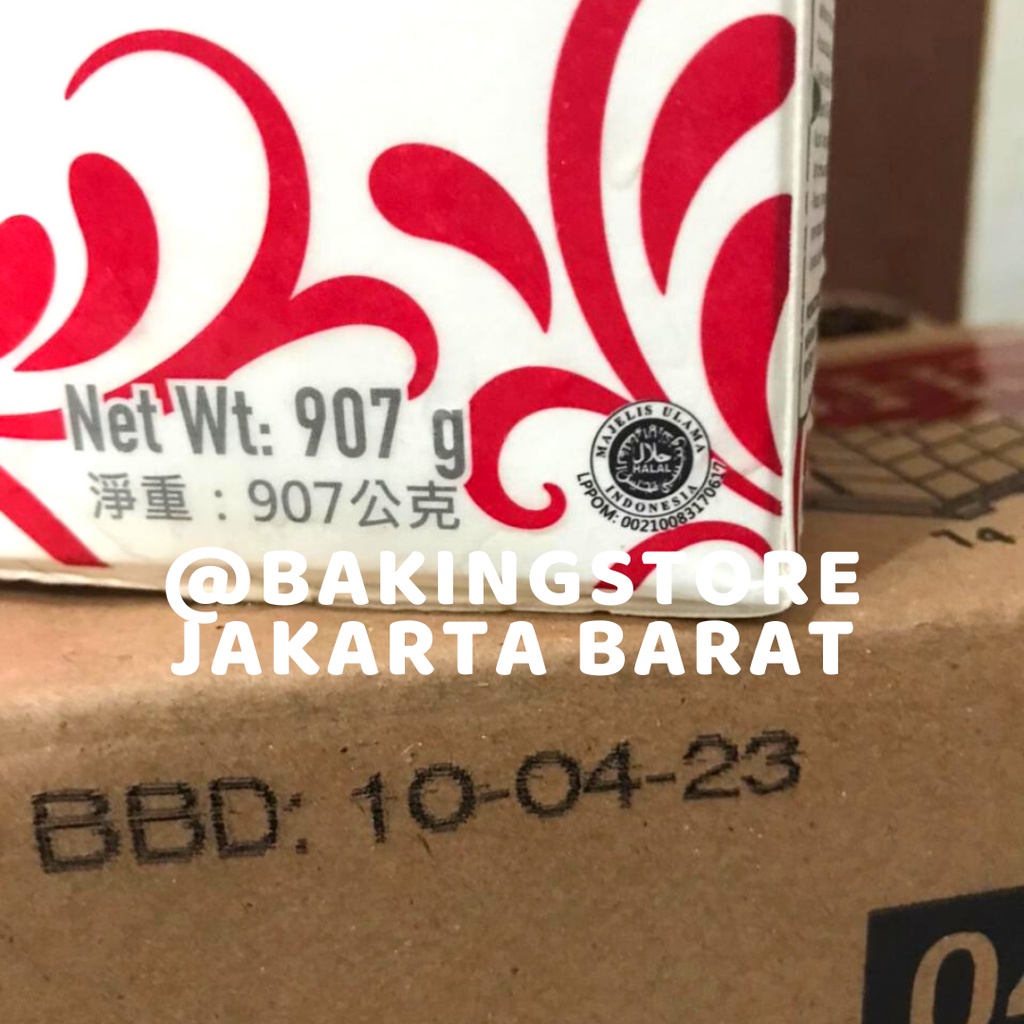 Net Wt: 907 g
淨重：907公克
MAJELIS ULAMA
حلال
HALAL
INDONESIA
LPPOM: 00210083170617
@BAKINGSTORE
JAKARTA BARAT
BBD: 10-04-23